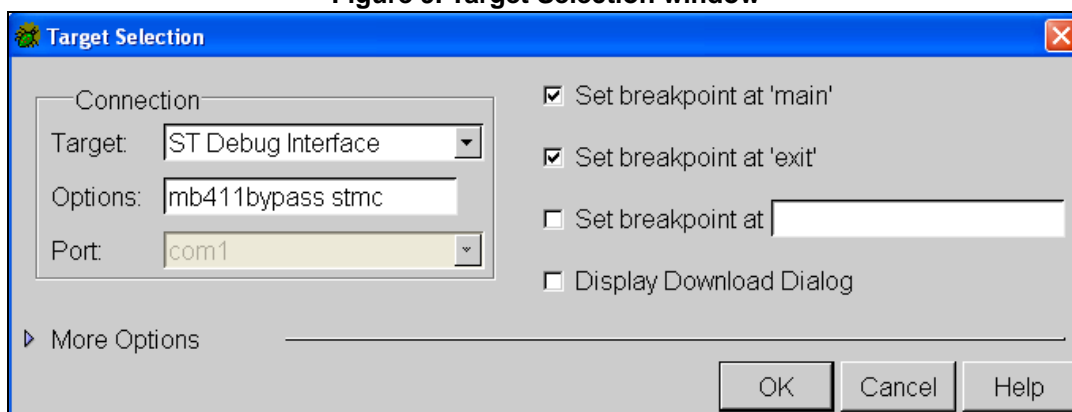 Figure 5. Target Selection window
Target Selection
Connection
Target: ST Debug Interface
Options: mb411bypass stmc
Port: com1
Set breakpoint at 'main'
Set breakpoint at 'exit'
Set breakpoint at
Display Download Dialog
More Options
OK Cancel Help